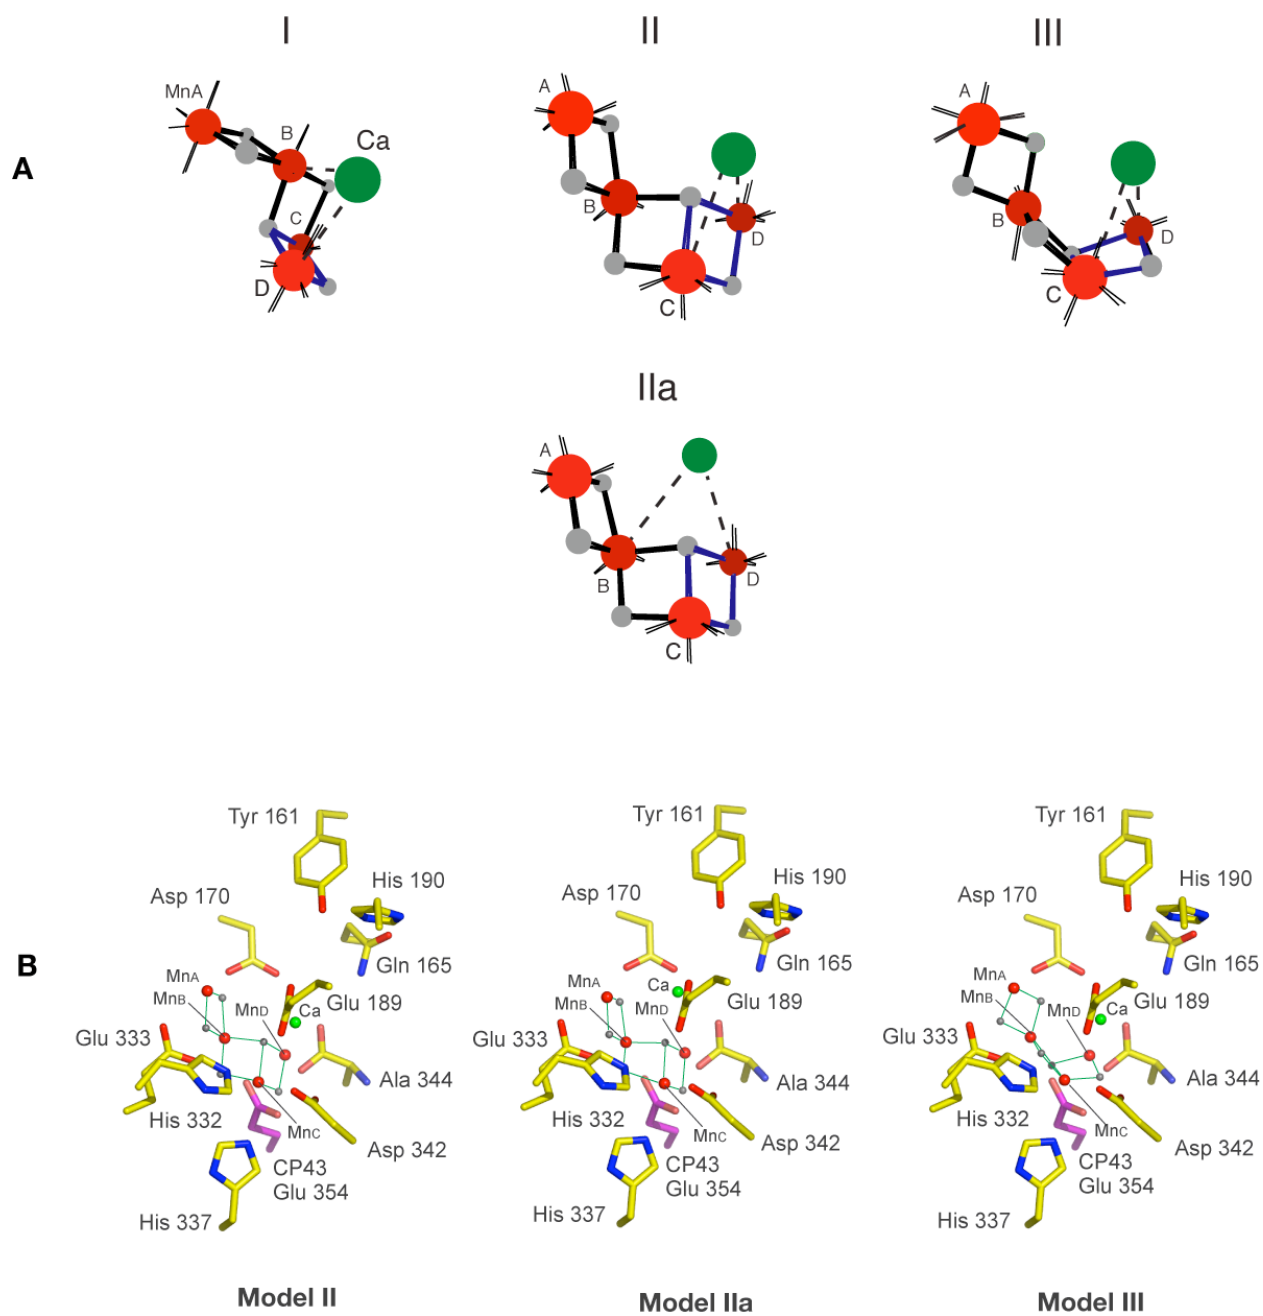 I II III
A
MnA B Ca C D
A B C D
A B C D
IIa
A B C D
B
Tyr 161
His 190
Asp 170
Gln 165
MnA
MnB
MnD
Glu 189
Ca
Glu 333
Ala 344
His 332
MnC
Asp 342
CP43
Glu 354
His 337
Model II
Tyr 161
His 190
Asp 170
Gln 165
MnA
Ca
MnB
MnD
Glu 189
Glu 333
Ala 344
His 332
MnC
Asp 342
CP43
Glu 354
His 337
Model IIa
Tyr 161
His 190
Asp 170
Gln 165
MnA
MnB
MnD
Glu 189
Ca
Glu 333
Ala 344
His 332
MnC
Asp 342
CP43
Glu 354
His 337
Model III